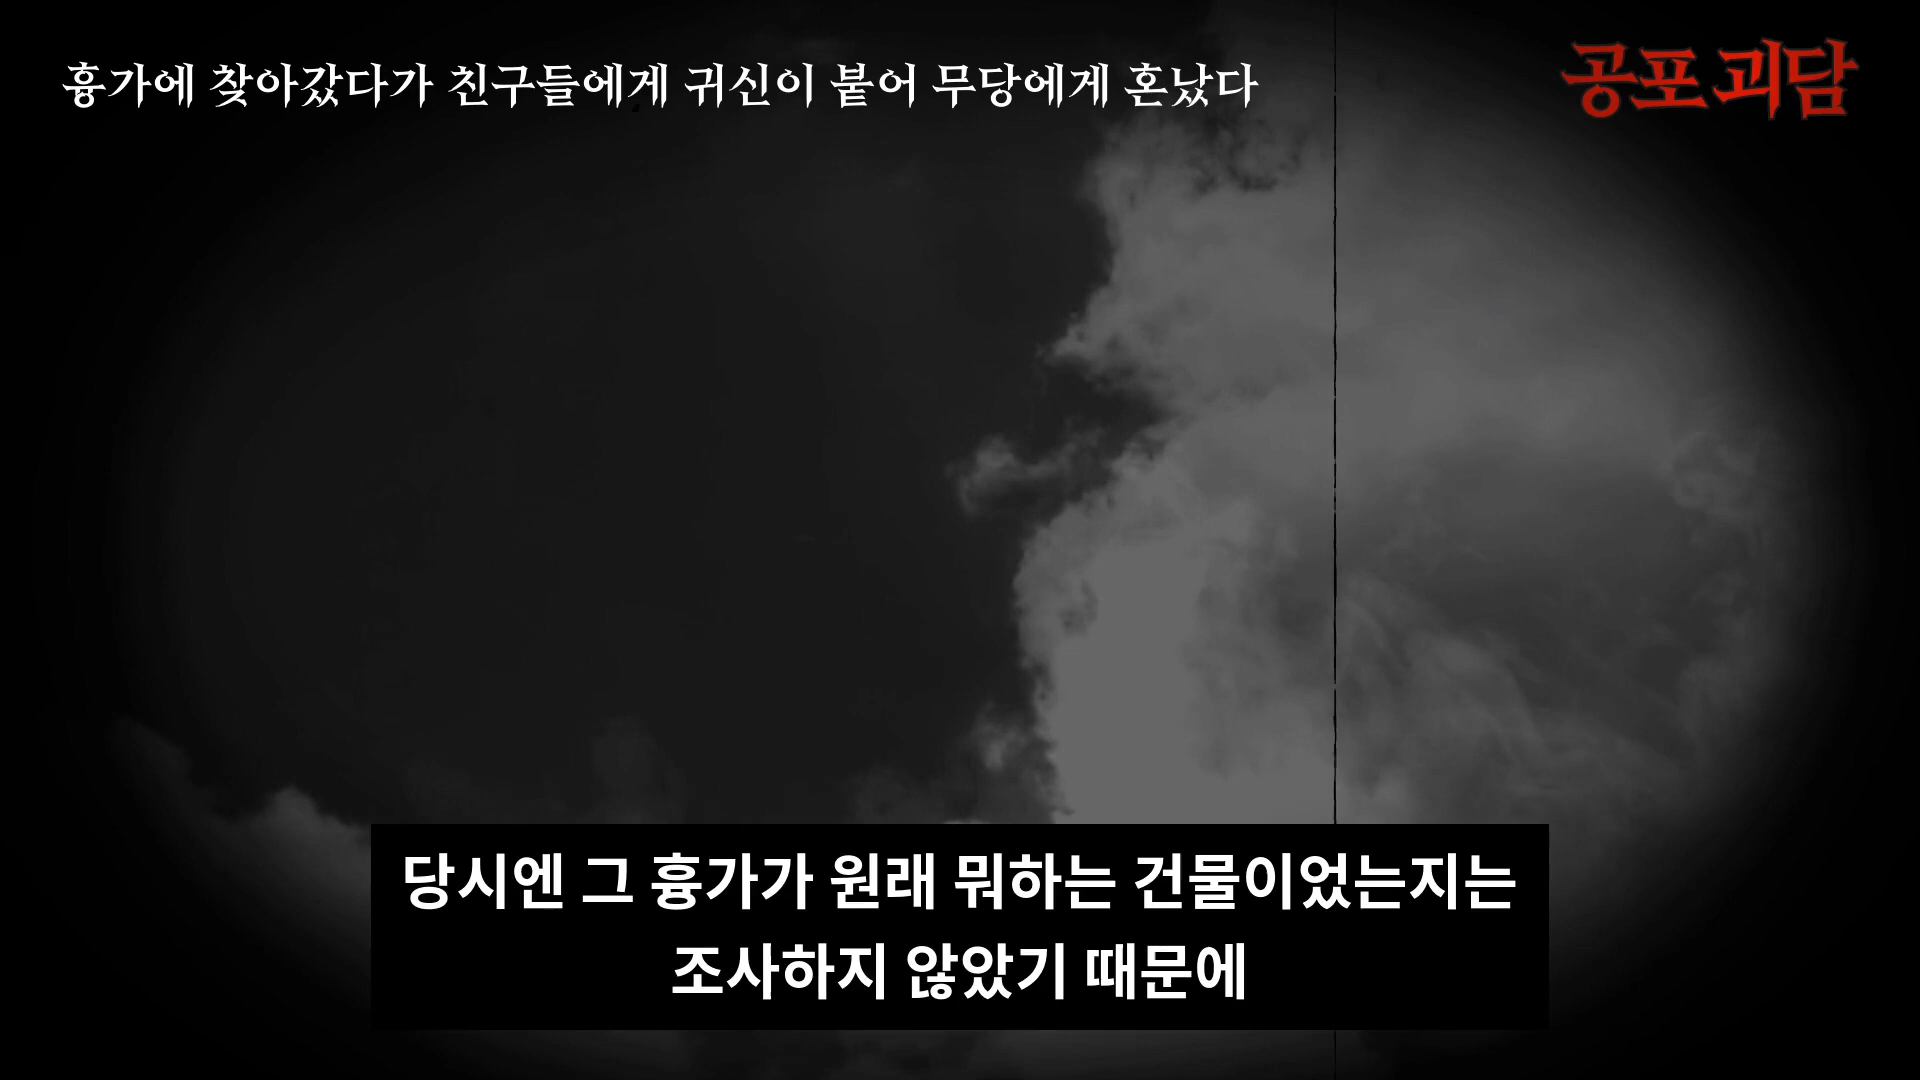 흉가에 찾아갔다가 친구들에게 귀신이 붙어 무당에게 혼났다
공포 괴담
당시엔 그 흉가가 원래 뭐하는 건물이었는지는
조사하지 않았기 때문에